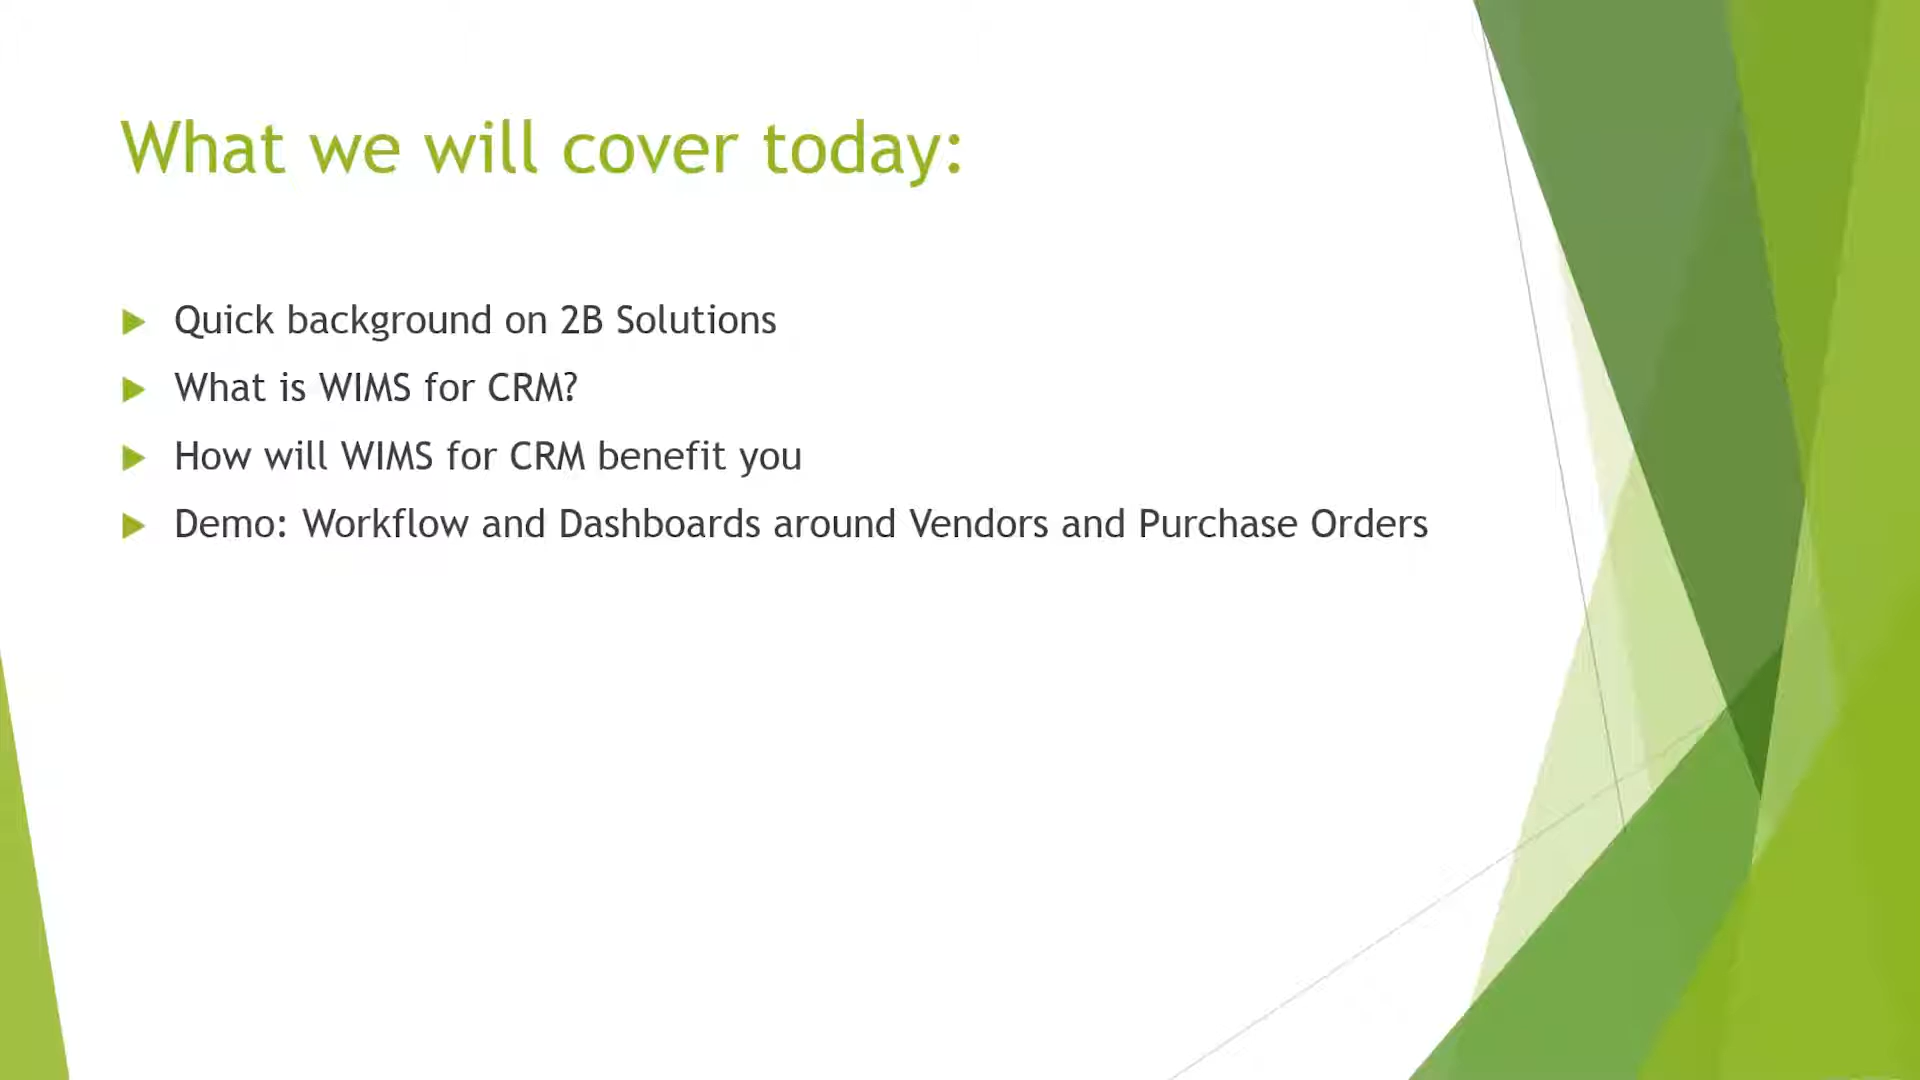 What we will cover today:
Quick background on 2B Solutions
What is WIMS for CRM?
How will WIMS for CRM benefit you
Demo: Workflow and Dashboards around Vendors and Purchase Orders